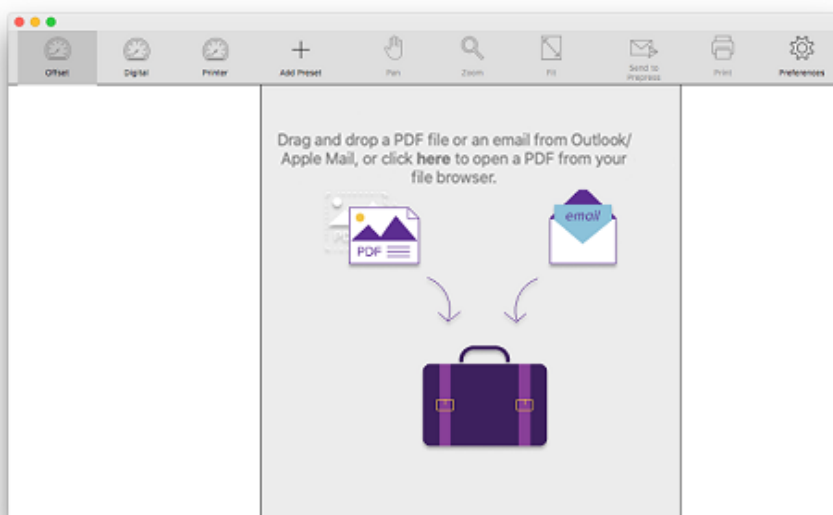 Offset
Digital
Printer
Add Preset
Pan
Zoom
Fit
Send to
Prepress
Print
Preferences
Drag and drop a PDF file or an email from Outlook/
Apple Mail, or click here to open a PDF from your
file browser.
PDF
email